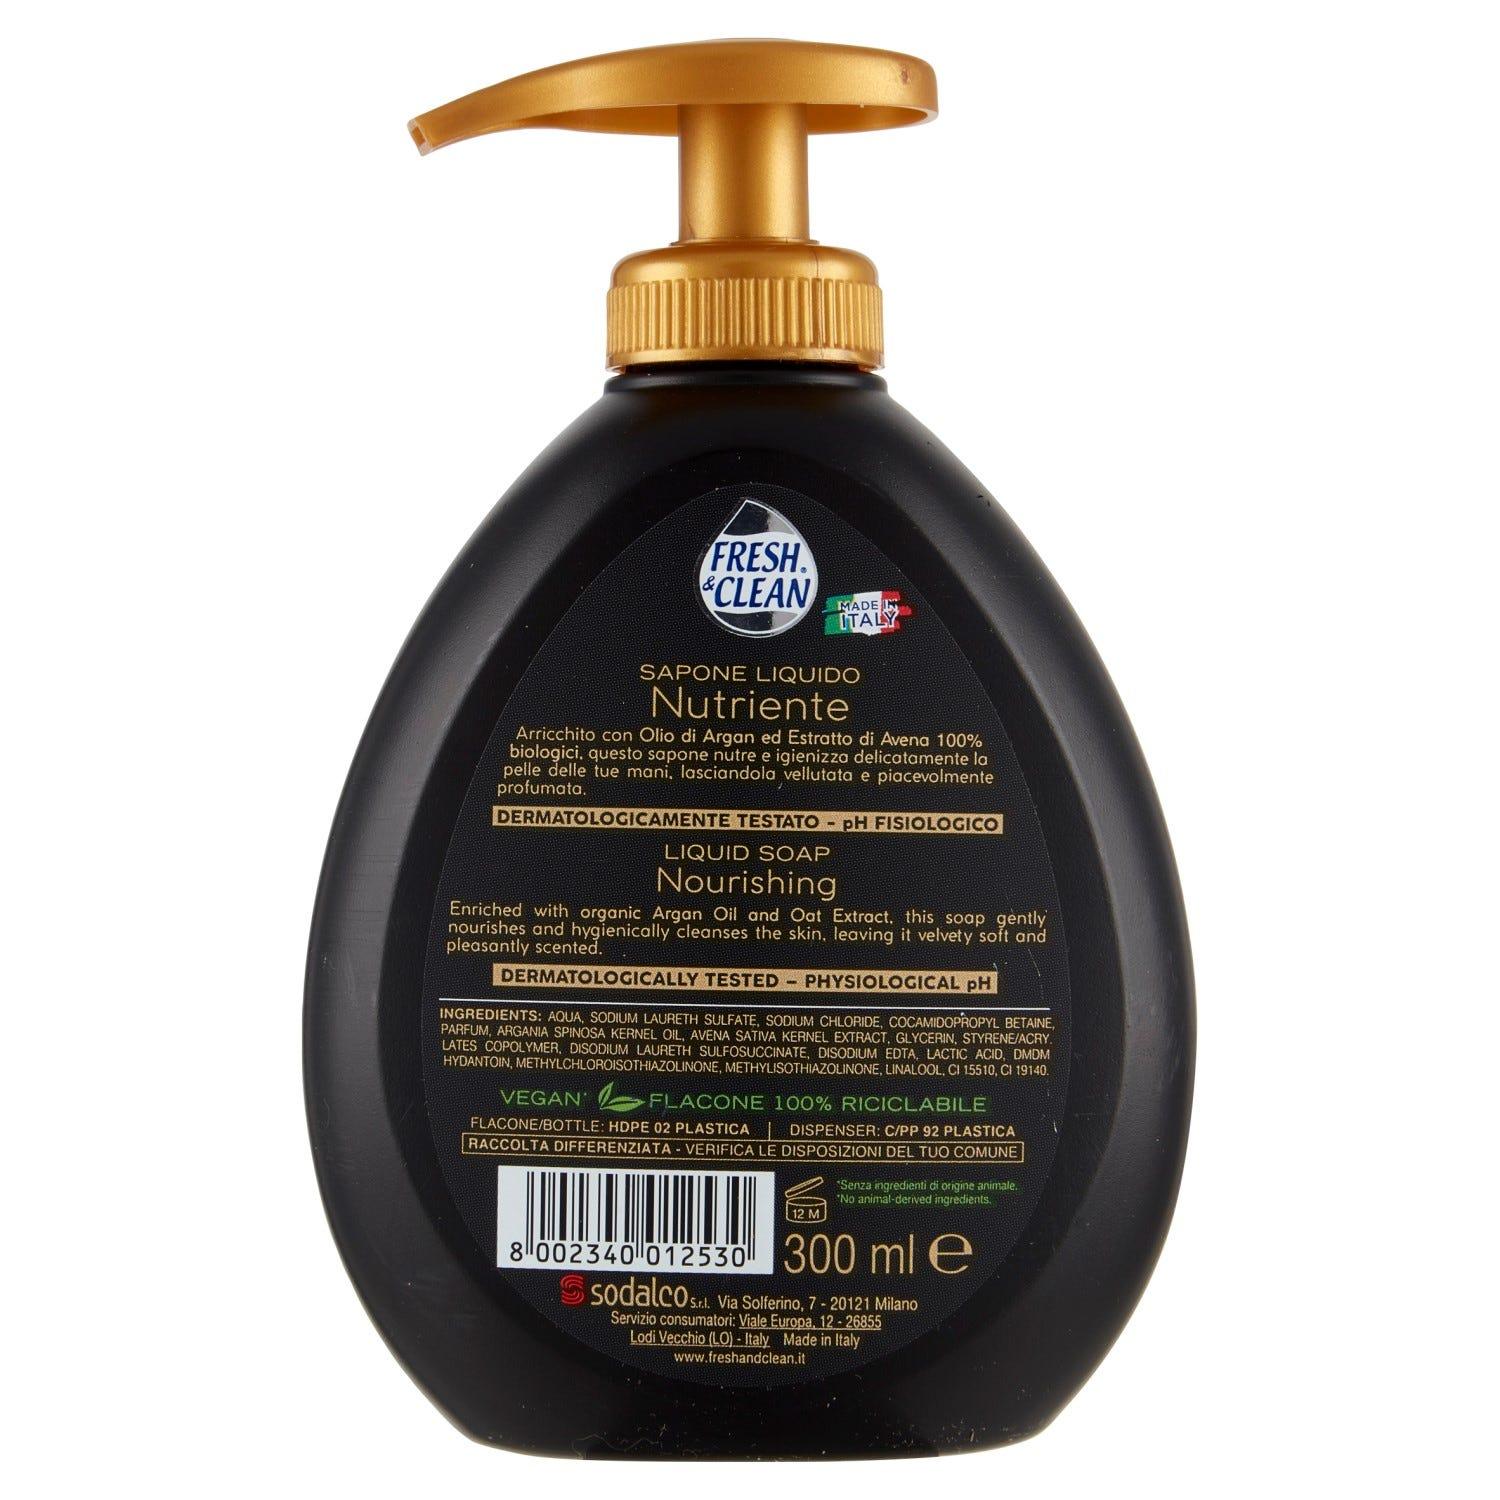 FRESH®
& CLEAN
MADE IN
ITALY
SAPONE LIQUIDO
Nutriente
Arricchito con Olio di Argan ed Estratto di Avena 100%
biologici, questo sapone nutre e igienizza delicatamente la
pelle delle tue mani, lasciandola vellutata e piacevolmente
profumata.
DERMATOLOGICAMENTE TESTATO - pH FISIOLOGICO
LIQUID SOAP
Nourishing
Enriched with organic Argan Oil and Oat Extract, this soap gently
nourishes and hygienically cleanses the skin, leaving it velvety soft and
pleasantly scented.
DERMATOLOGICALLY TESTED – PHYSIOLOGICAL pH
INGREDIENTS: AQUA, SODIUM LAURETH SULFATE, SODIUM CHLORIDE, COCAMIDOPROPYL BETAINE,
PARFUM, ARGANIA SPINOSA KERNEL OIL, AVENA SATIVA KERNEL EXTRACT, GLYCERIN, STYRENE/ACRY.
LATES COPOLYMER, DISODIUM LAURETH SULFOSUCCINATE, DISODIUM EDTA, LACTIC ACID, DMDM
HYDANTOIN, METHYLCHLOROISOTHIAZOLINONE, METHYLISOTHIAZOLINONE, LINALOOL, CI 15510, CI 19140.
VEGAN* FLACONE 100% RICICLABILE
FLACONE/BOTTLE: HDPE 02 PLASTICA | DISPENSER: C/PP 92 PLASTICA
RACCOLTA DIFFERENZIATA - VERIFICA LE DISPOSIZIONI DEL TUO COMUNE
*Senza ingredienti di origine animale.
*No animal-derived ingredients.
12 M
8 002340 012530
300 ml e
sodalco s.r.l. Via Solferino, 7 - 20121 Milano
Servizio consumatori: Viale Europa, 12 - 26855
Lodi Vecchio (LO) - Italy Made in Italy
www.freshandclean.it